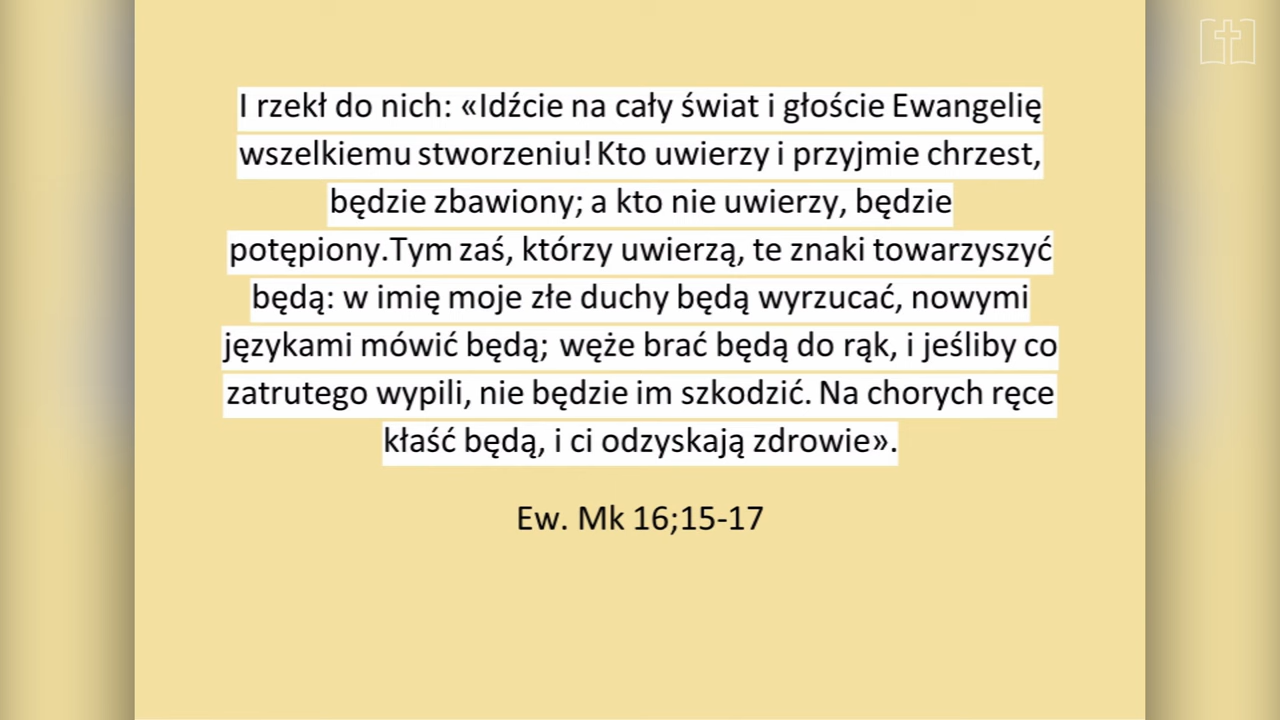 I rzekł do nich: «Idźcie na cały świat i głoście Ewangelię
wszelkiemu stworzeniu! Kto uwierzy i przyjmie chrzest,
będzie zbawiony; a kto nie uwierzy, będzie
potępiony.Tym zaś, którzy uwierzą, te znaki towarzyszyć
będą: w imię moje złe duchy będą wyrzucać, nowymi
językami mówić będą; węże brać będą do rąk, i jeśliby co
zatrutego wypili, nie będzie im szkodzić. Na chorych ręce
kłaść będą, i ci odzyskają zdrowie».
Ew. Mk 16;15-17